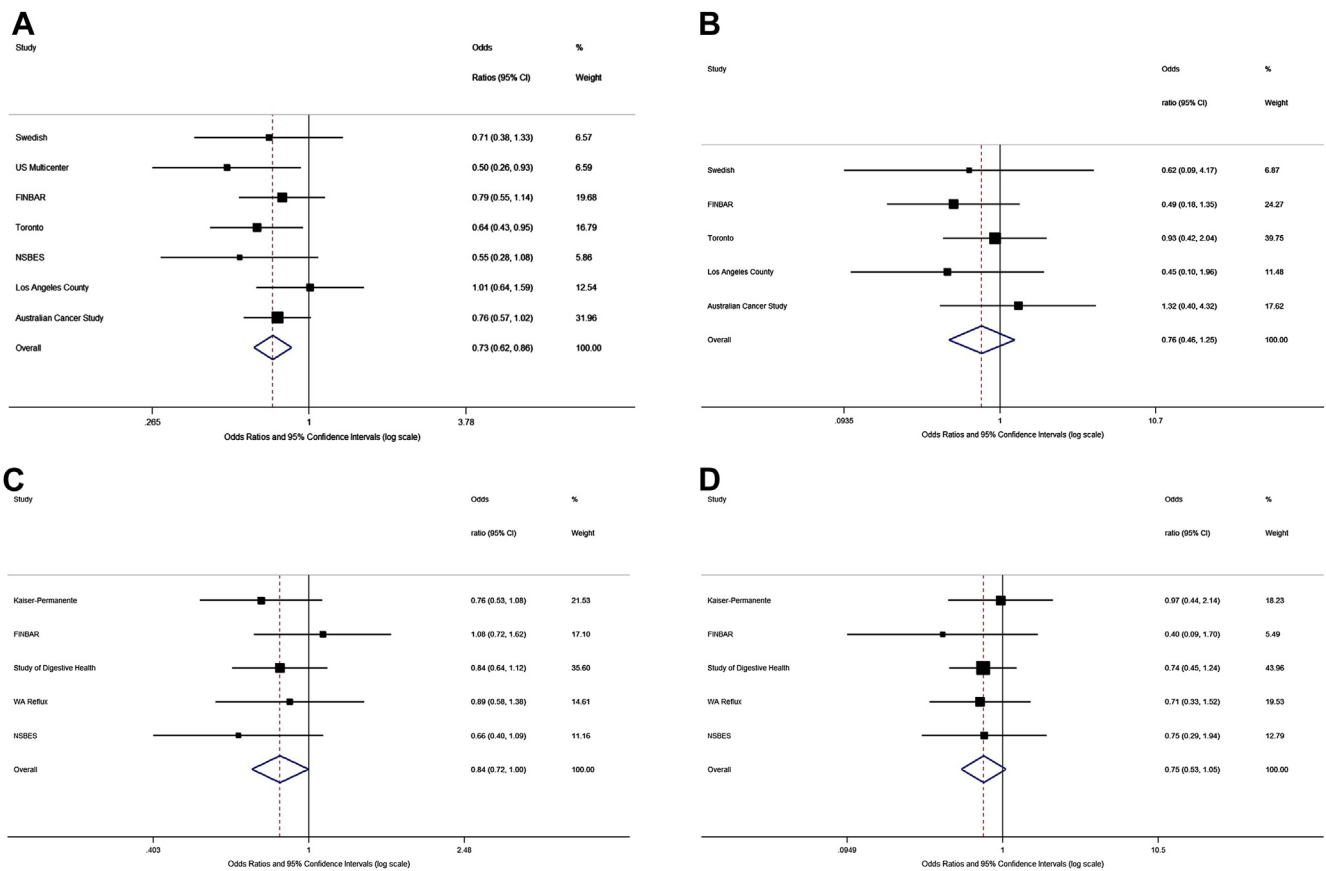 A
Study Odds %
Ratios (95% CI) Weight
Swedish 0.71 (0.38, 1.33) 6.57
US Multicenter 0.50 (0.26, 0.93) 6.59
FINBAR 0.79 (0.55, 1.14) 19.68
Toronto 0.64 (0.43, 0.95) 16.79
NSBES 0.55 (0.28, 1.08) 5.86
Los Angeles County 1.01 (0.64, 1.59) 12.54
Australian Cancer Study 0.76 (0.57, 1.02) 31.96
Overall 0.73 (0.62, 0.86) 100.00
.265 1 3.78
Odds Ratios and 95% Confidence Intervals (log scale)
B
Study Odds %
ratio (95% CI) Weight
Swedish 0.62 (0.09, 4.17) 6.87
FINBAR 0.49 (0.18, 1.35) 24.27
Toronto 0.93 (0.42, 2.04) 39.75
Los Angeles County 0.45 (0.10, 1.96) 11.48
Australian Cancer Study 1.32 (0.40, 4.32) 17.62
Overall 0.76 (0.46, 1.25) 100.00
.0935 1 10.7
Odds Ratios and 95% Confidence Intervals (log scale)
C
Study Odds %
ratio (95% CI) Weight
Kaiser-Permanente 0.76 (0.53, 1.08) 21.53
FINBAR 1.08 (0.72, 1.62) 17.10
Study of Digestive Health 0.84 (0.64, 1.12) 35.60
WA Reflux 0.89 (0.58, 1.38) 14.61
NSBES 0.66 (0.40, 1.09) 11.16
Overall 0.84 (0.72, 1.00) 100.00
.403 1 2.48
Odds Ratios and 95% Confidence Intervals (log scale)
D
Study Odds %
ratio (95% CI) Weight
Kaiser-Permanente 0.97 (0.44, 2.14) 18.23
FINBAR 0.40 (0.09, 1.70) 5.49
Study of Digestive Health 0.74 (0.45, 1.24) 43.96
WA Reflux 0.71 (0.33, 1.52) 19.53
NSBES 0.75 (0.29, 1.94) 12.79
Overall 0.75 (0.53, 1.05) 100.00
.0949 1 10.5
Odds Ratios and 95% Confidence Intervals (log scale)